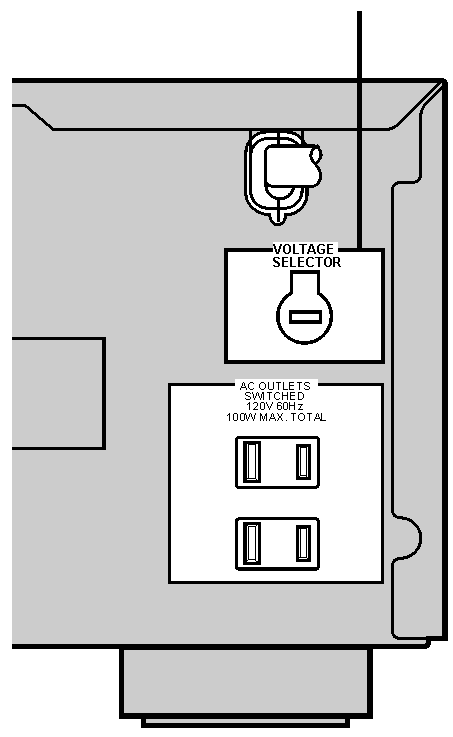 VOLTAGE
SELECTOR
AC OUTLETS
SWITCHED
120V 60Hz
100W MAX. TOTAL